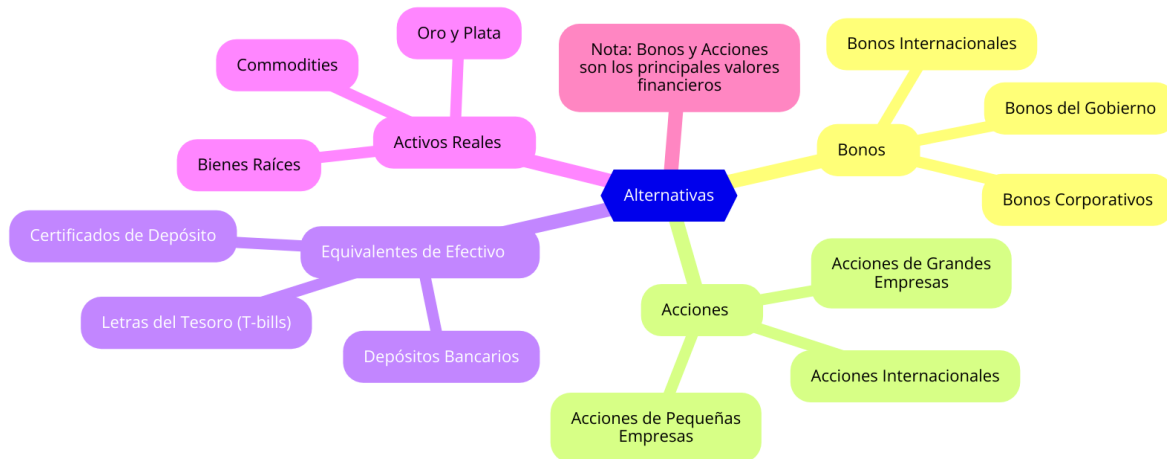 Oro y Plata
Commodities
Bienes Raíces
Activos Reales
Nota: Bonos y Acciones
son los principales valores
financieros
Bonos Internacionales
Bonos del Gobierno
Bonos
Bonos Corporativos
Alternativas
Certificados de Depósito
Equivalentes de Efectivo
Letras del Tesoro (T-bills)
Depósitos Bancarios
Acciones de Grandes
Empresas
Acciones
Acciones Internacionales
Acciones de Pequeñas
Empresas